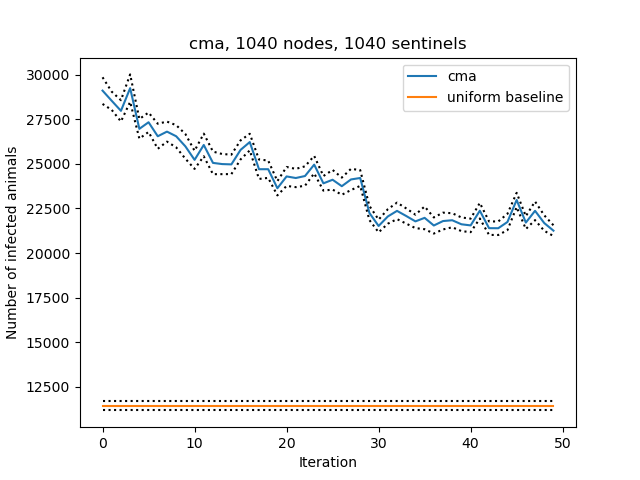 cma, 1040 nodes, 1040 sentinels
cma
uniform baseline
30000
27500
25000
22500
20000
17500
15000
12500
Number of infected animals
0 10 20 30 40 50
Iteration